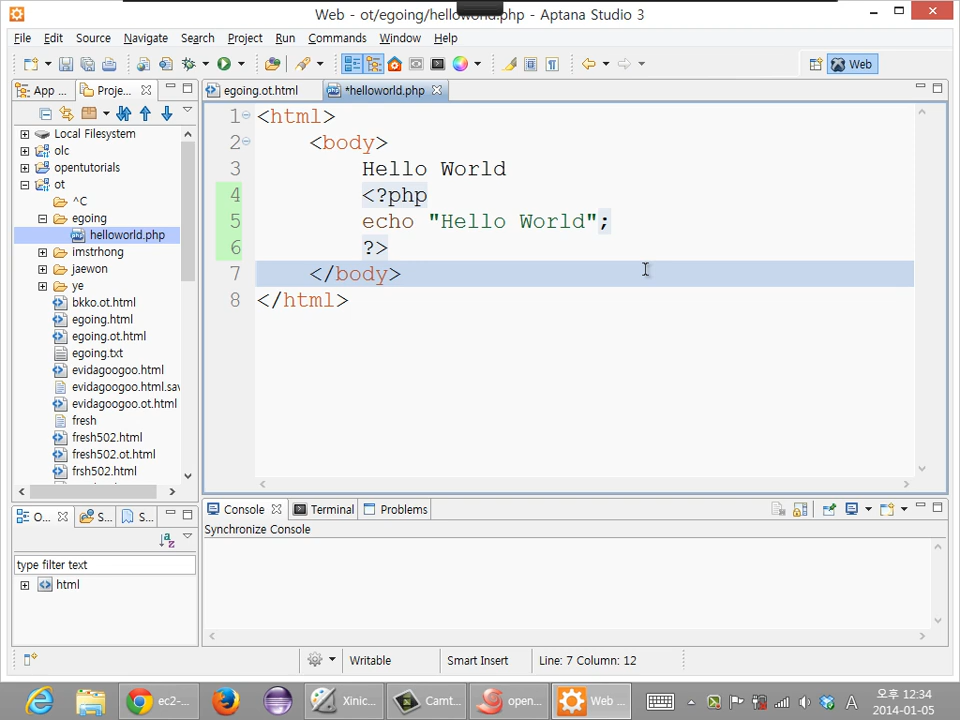 Web - ot/egoing/helloworld.php - Aptana Studio 3
File Edit Source Navigate Search Project Run Commands Window Help
Web
App ... Proje...
egoing.ot.html *helloworld.php
Local Filesystem
olc
opentutorials
ot
^C
egoing
helloworld.php
imstrhong
jaewon
ye
bkko.ot.html
egoing.html
egoing.ot.html
egoing.txt
evidagoogoo.html
evidagoogoo.html.sav
evidagoogoo.ot.html
fresh
fresh502.html
fresh502.ot.html
frsh502.html
1 <html>
2 <body>
3 Hello World
4 <?php
5 echo "Hello World";
6 ?>
7 </body>
8 </html>
O... S... S...
type filter text
html
Console Terminal Problems
Synchronize Console
Writable Smart Insert Line: 7 Column: 12
ec2-... Xinic... Camt... open... Web ... A
오후 12:34
2014-01-05